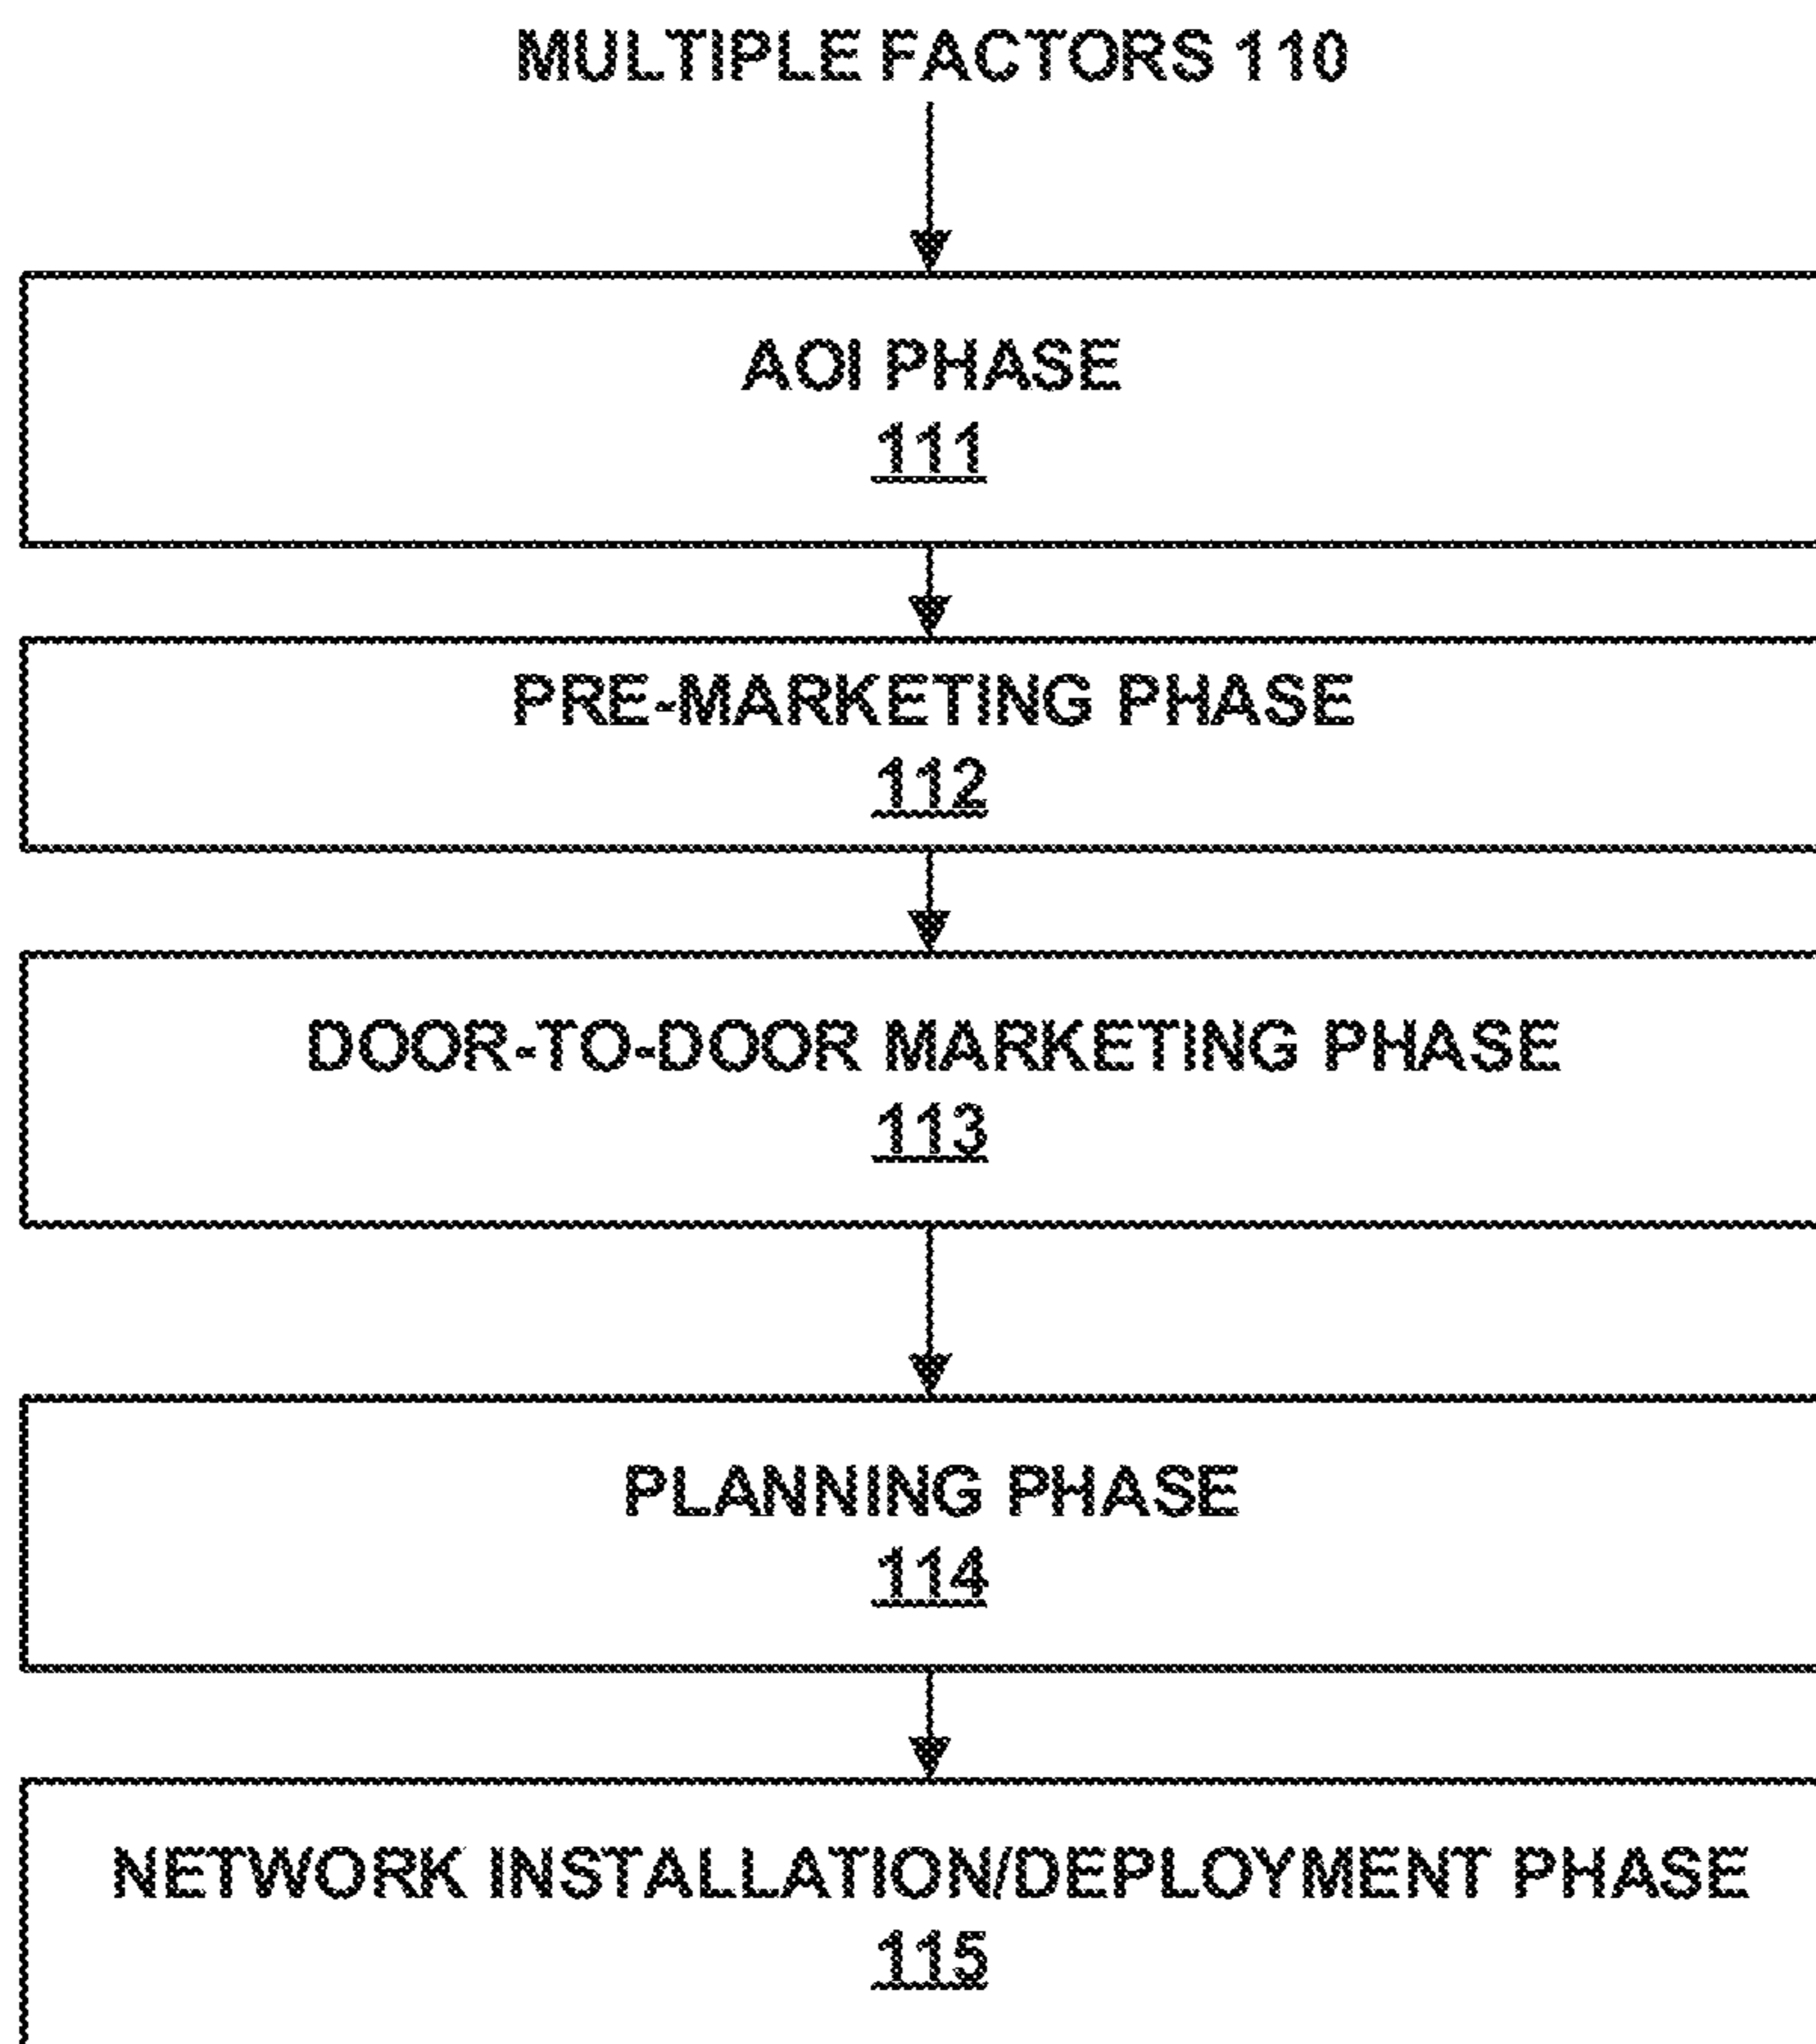 MULTIPLE FACTORS 110
AOI PHASE
111
PRE-MARKETING PHASE
112
DOOR-TO-DOOR MARKETING PHASE
113
PLANNING PHASE
114
NETWORK INSTALLATION/DEPLOYMENT PHASE
115